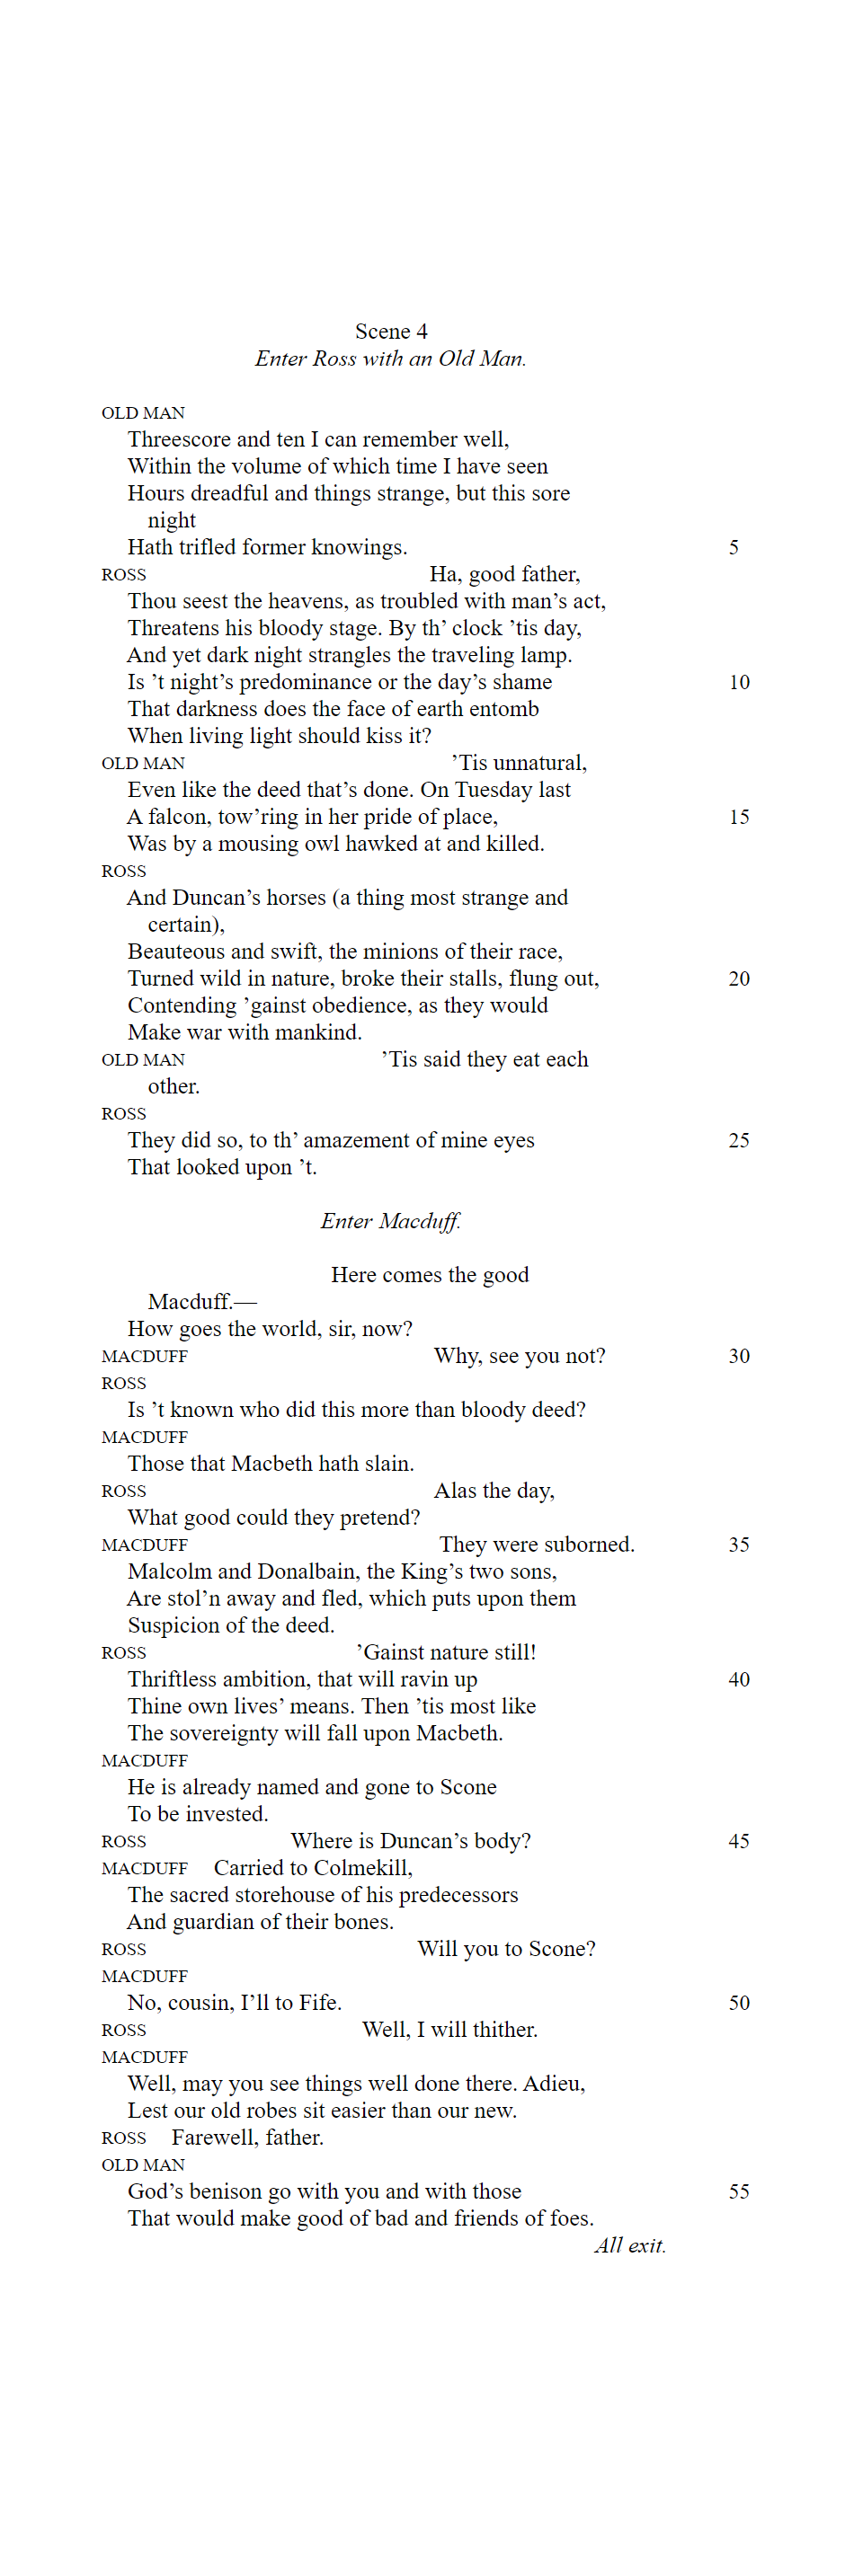 Scene 4
Enter Ross with an Old Man.
OLD MAN
Threescore and ten I can remember well,
Within the volume of which time I have seen
Hours dreadful and things strange, but this sore
night
Hath trifled former knowings. 5
ROSS Ha, good father,
Thou seest the heavens, as troubled with man’s act,
Threatens his bloody stage. By th’ clock ’tis day,
And yet dark night strangles the traveling lamp.
Is ’t night’s predominance or the day’s shame 10
That darkness does the face of earth entomb
When living light should kiss it?
OLD MAN ’Tis unnatural,
Even like the deed that’s done. On Tuesday last
A falcon, tow’ring in her pride of place, 15
Was by a mousing owl hawked at and killed.
ROSS
And Duncan’s horses (a thing most strange and
certain),
Beauteous and swift, the minions of their race,
Turned wild in nature, broke their stalls, flung out, 20
Contending ’gainst obedience, as they would
Make war with mankind.
OLD MAN ’Tis said they eat each
other.
ROSS
They did so, to th’ amazement of mine eyes 25
That looked upon ’t.
Enter Macduff.
Here comes the good
Macduff.—
How goes the world, sir, now?
MACDUFF Why, see you not? 30
ROSS
Is ’t known who did this more than bloody deed?
MACDUFF
Those that Macbeth hath slain.
ROSS Alas the day,
What good could they pretend?
MACDUFF They were suborned. 35
Malcolm and Donalbain, the King’s two sons,
Are stol’n away and fled, which puts upon them
Suspicion of the deed.
ROSS ’Gainst nature still!
Thriftless ambition, that will ravin up 40
Thine own lives’ means. Then ’tis most like
The sovereignty will fall upon Macbeth.
MACDUFF
He is already named and gone to Scone
To be invested.
ROSS Where is Duncan’s body? 45
MACDUFF Carried to Colmekill,
The sacred storehouse of his predecessors
And guardian of their bones.
ROSS Will you to Scone?
MACDUFF
No, cousin, I’ll to Fife. 50
ROSS Well, I will thither.
MACDUFF
Well, may you see things well done there. Adieu,
Lest our old robes sit easier than our new.
ROSS Farewell, father.
OLD MAN
God’s benison go with you and with those 55
That would make good of bad and friends of foes.
All exit.